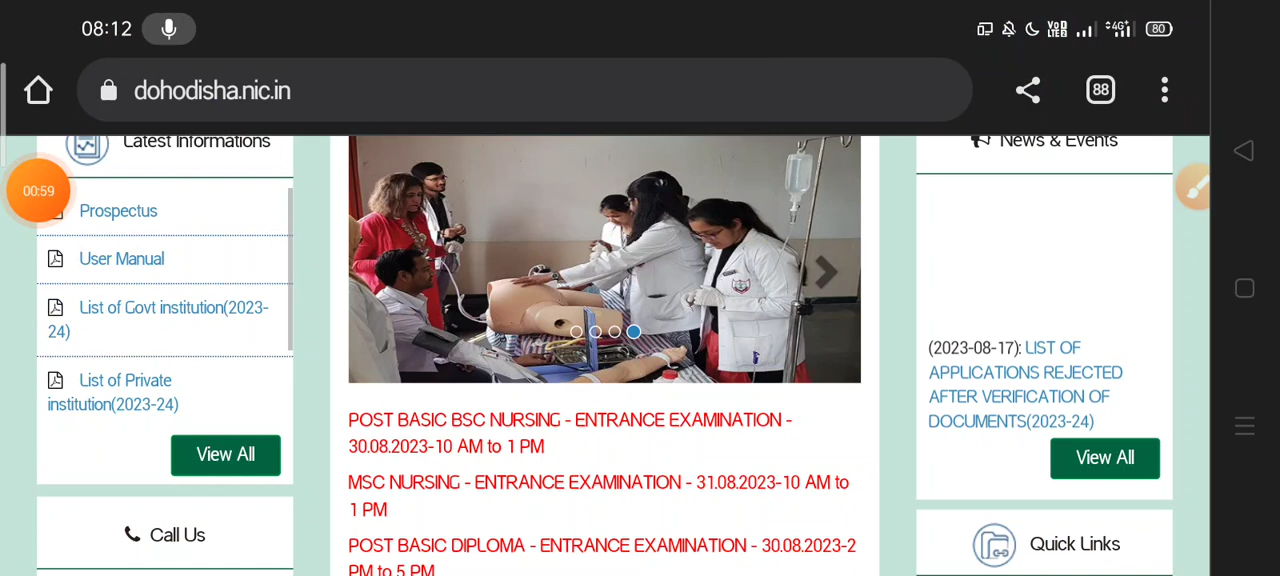 08:12
VoD LTE2 4G+ 80
dohodisha.nic.in
88
Latest Informations
00:59
Prospectus
User Manual
List of Govt institution(2023-
24)
List of Private
institution(2023-24)
View All
Call Us
POST BASIC BSC NURSING - ENTRANCE EXAMINATION -
30.08.2023-10 AM to 1 PM
MSC NURSING - ENTRANCE EXAMINATION - 31.08.2023-10 AM to
1 PM
POST BASIC DIPLOMA - ENTRANCE EXAMINATION - 30.08.2023-2
PM to 5 PM
News & Events
(2023-08-17): LIST OF
APPLICATIONS REJECTED
AFTER VERIFICATION OF
DOCUMENTS(2023-24)
View All
Quick Links